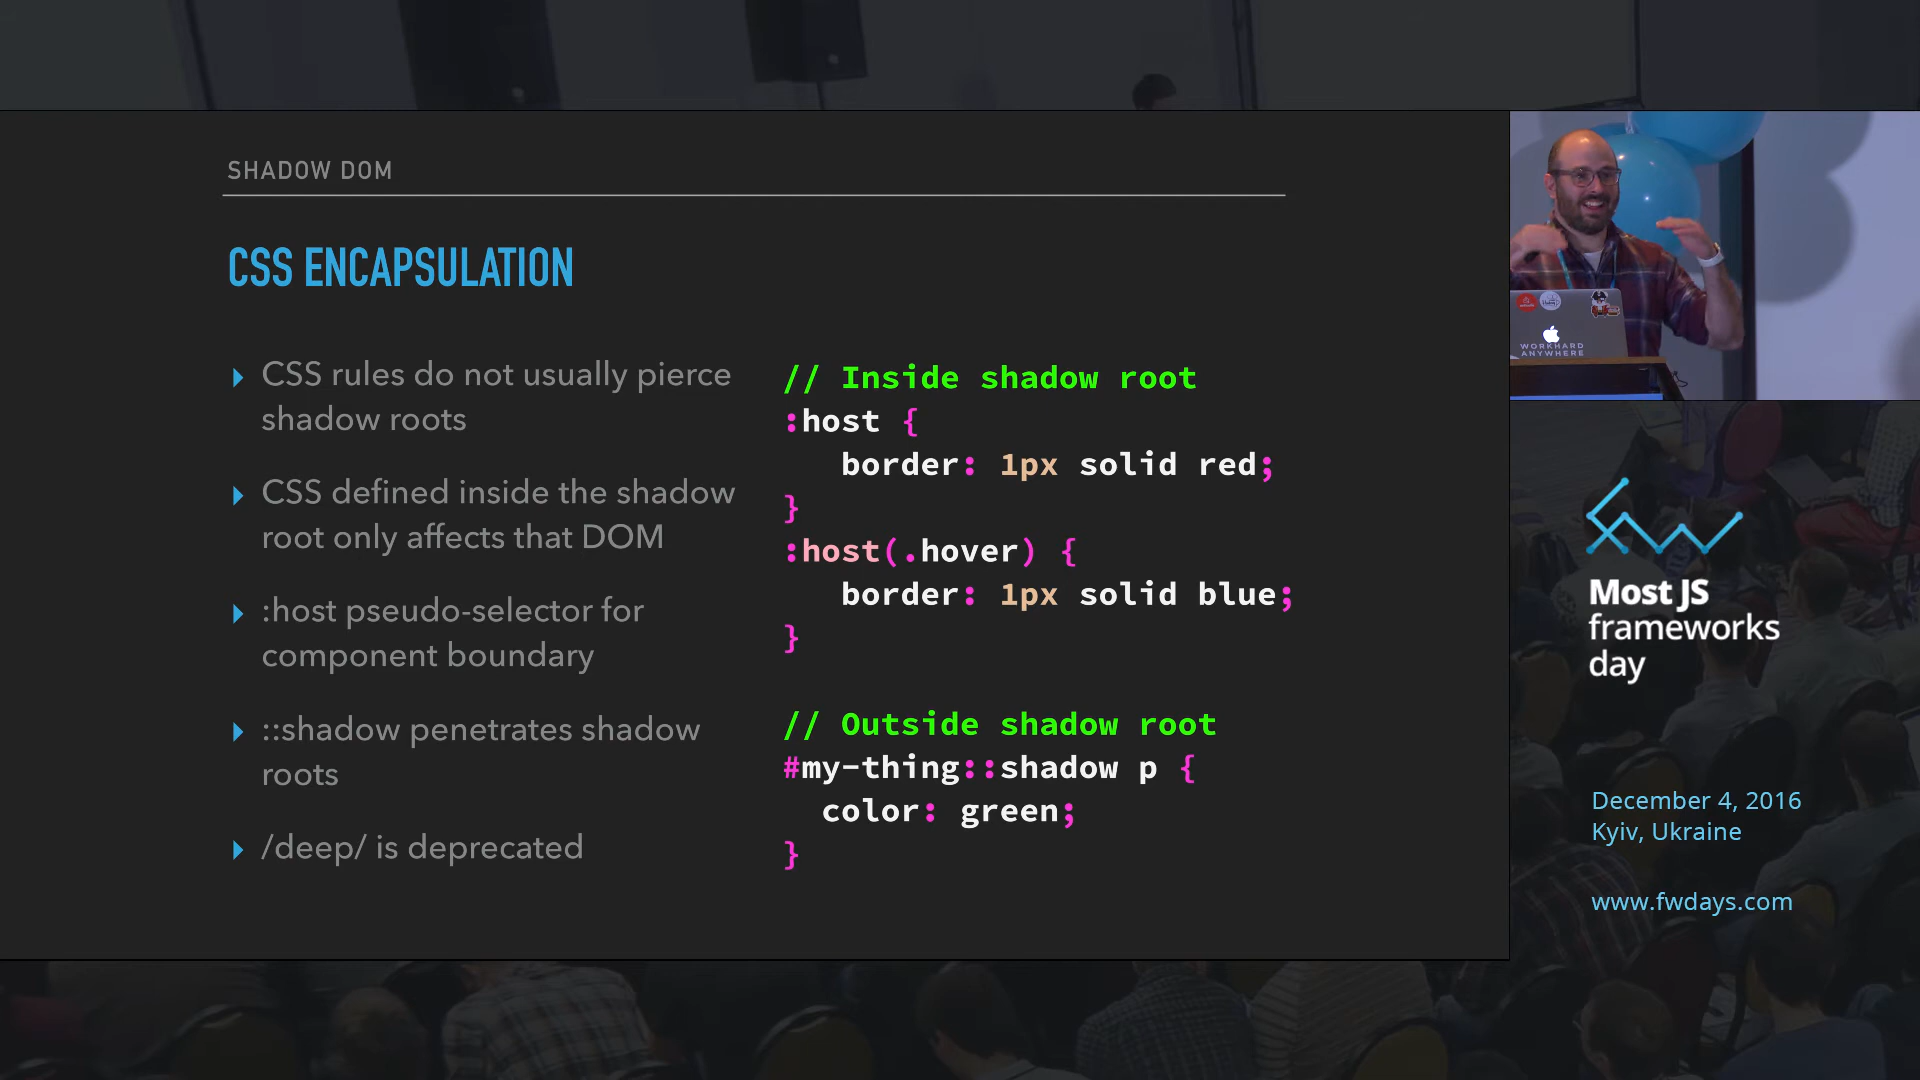 SHADOW DOM
CSS ENCAPSULATION
CSS rules do not usually pierce
shadow roots
CSS defined inside the shadow
root only affects that DOM
:host pseudo-selector for
component boundary
::shadow penetrates shadow
roots
/deep/ is deprecated
// Inside shadow root
:host {
border: 1px solid red;
}
:host(.hover) {
border: 1px solid blue;
}
// Outside shadow root
#my-thing::shadow p {
color: green;
}
WORKHARD
ANYWHERE
Most JS
frameworks
day
December 4, 2016
Kyiv, Ukraine
www.fwdays.com